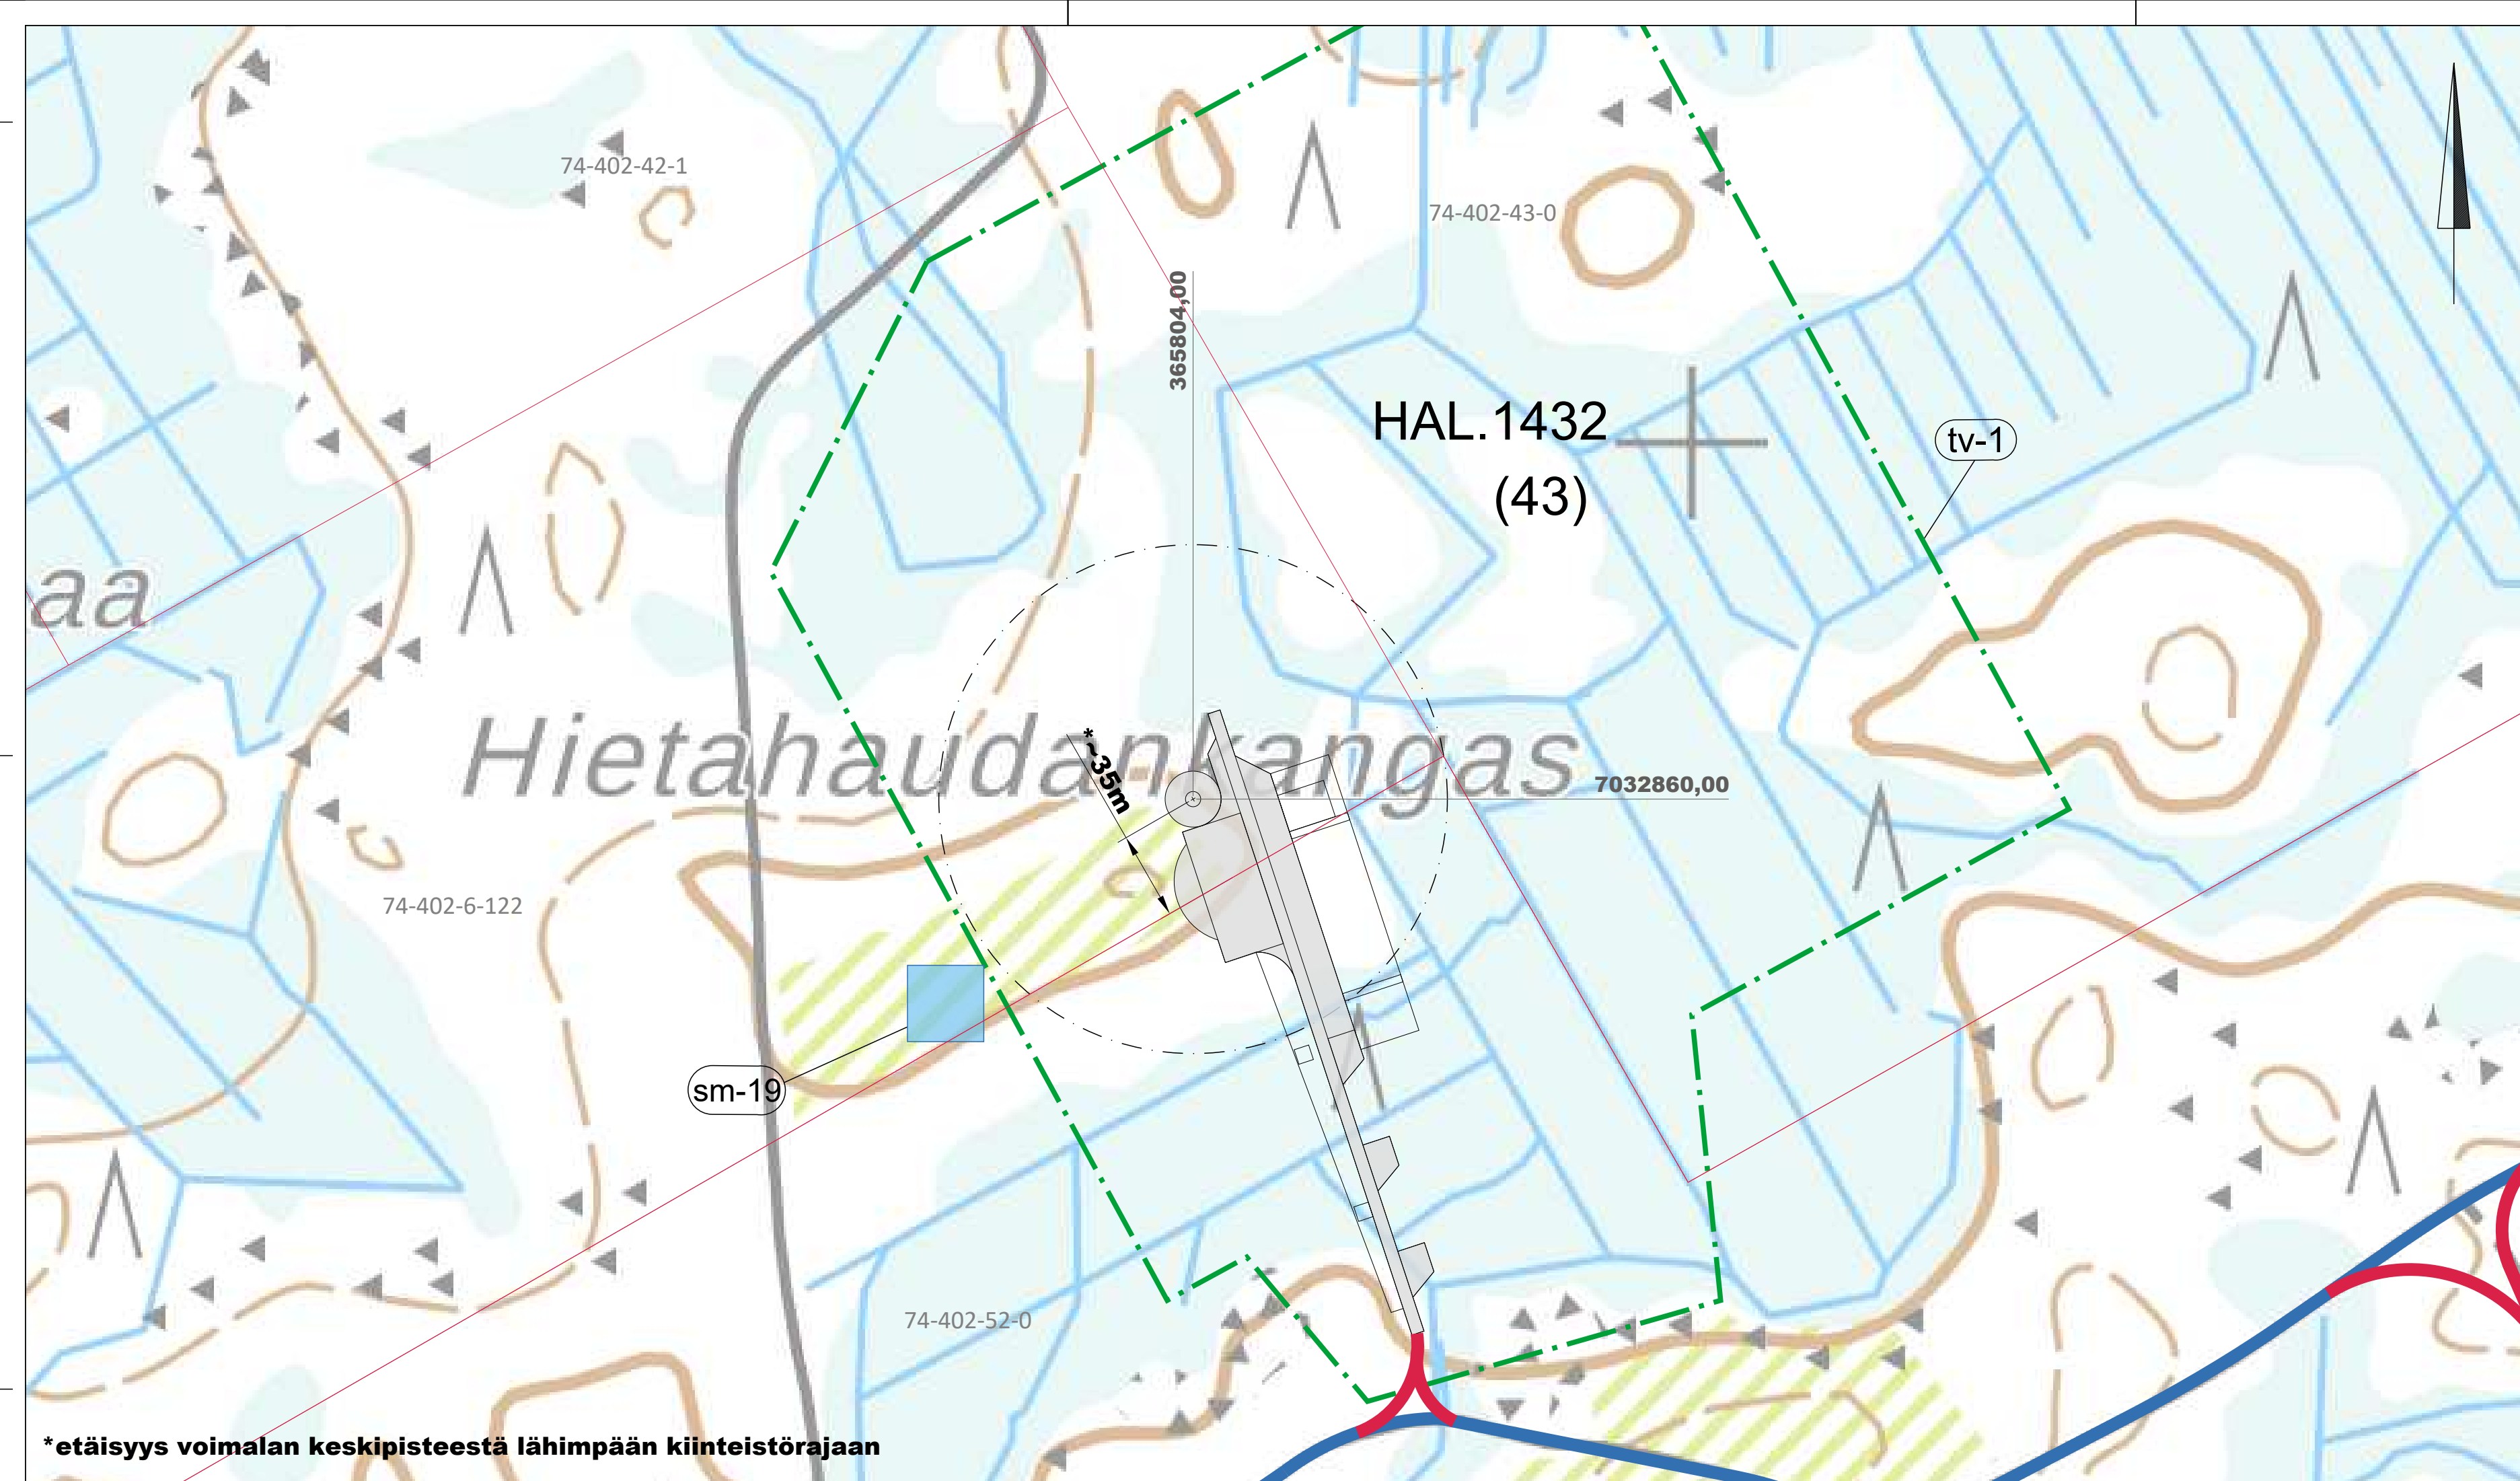 74-402-42-1
74-402-43-0
365804,00
HAL.1432
(43)
tv-1
aa
Hietahaudankangas
*~35m
7032860,00
74-402-6-122
sm-19
74-402-52-0
*etäisyys voimalan keskipisteestä lähimpään kiinteistörajaan